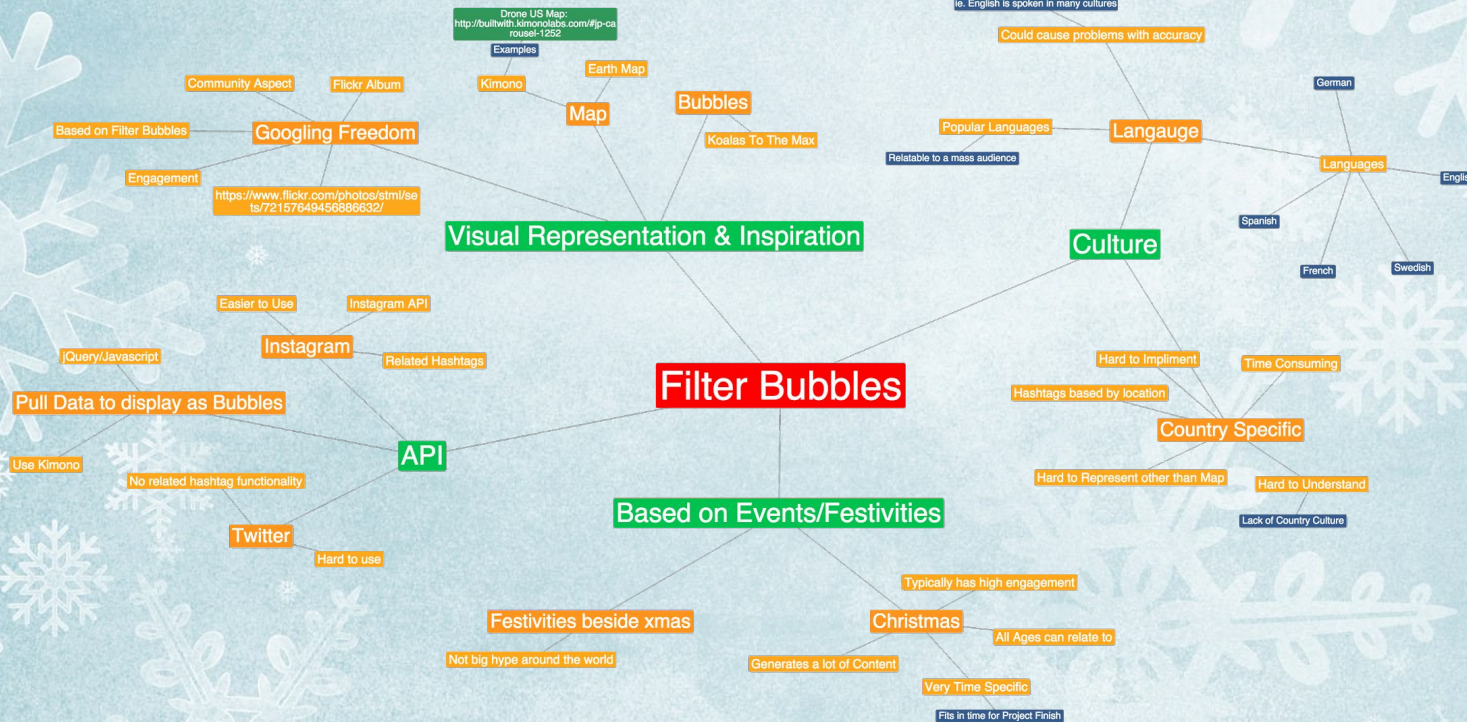 ie. English is spoken in many cultures
Drone US Map:
http://builtwith.kimonolabs.com/#jp-ca
rousel-1252
Could cause problems with accuracy
Examples
Earth Map
Community Aspect
Flickr Album
Kimono
German
Bubbles
Map
Based on Filter Bubbles
Googling Freedom
Koalas To The Max
Popular Languages
Langauge
Relatable to a mass audience
Languages
Engagement
https://www.flickr.com/photos/stml/se
ts/72157649456886632/
Spanish
Visual Representation & Inspiration
Culture
French
Swedish
Easier to Use
Instagram API
Instagram
Related Hashtags
jQuery/Javascript
Hard to Impliment
Time Consuming
Filter Bubbles
Hashtags based by location
Pull Data to display as Bubbles
Country Specific
API
Use Kimono
No related hashtag functionality
Hard to Represent other than Map
Hard to Understand
Based on Events/Festivities
Lack of Country Culture
Twitter
Hard to use
Typically has high engagement
Festivities beside xmas
Christmas
All Ages can relate to
Not big hype around the world
Generates a lot of Content
Very Time Specific
Fits in time for Project Finish